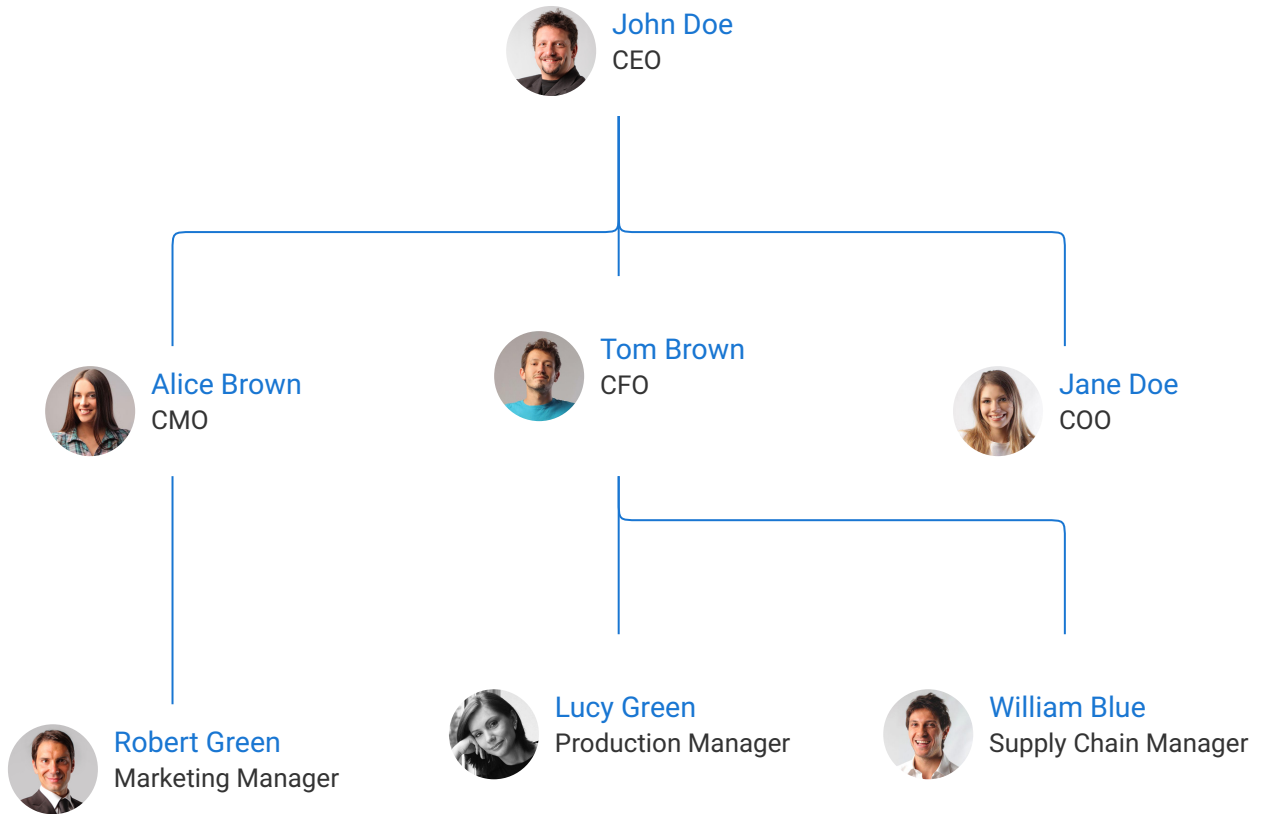 John Doe
CEO
Alice Brown
CMO
Tom Brown
CFO
Jane Doe
COO
Robert Green
Marketing Manager
Lucy Green
Production Manager
William Blue
Supply Chain Manager